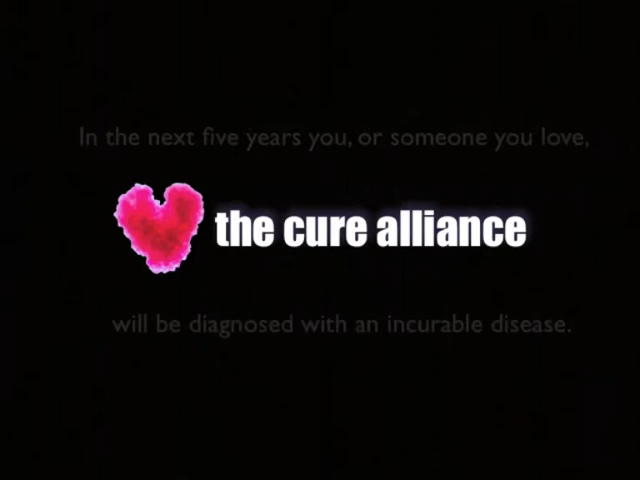 In the next five years you, or someone you love,
the cure alliance
will be diagnosed with an incurable disease.